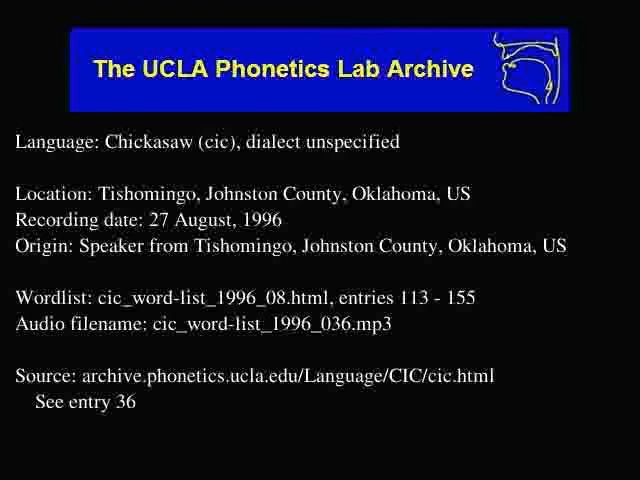 The UCLA Phonetics Lab Archive
Language: Chickasaw (cic), dialect unspecified
Location: Tishomingo, Johnston County, Oklahoma, US
Recording date: 27 August, 1996
Origin: Speaker from Tishomingo, Johnston County, Oklahoma, US
Wordlist: cic_word-list_1996_08.html, entries 113 - 155
Audio filename: cic_word-list_1996_036.mp3
Source: archive.phonetics.ucla.edu/Language/CIC/cic.html
See entry 36